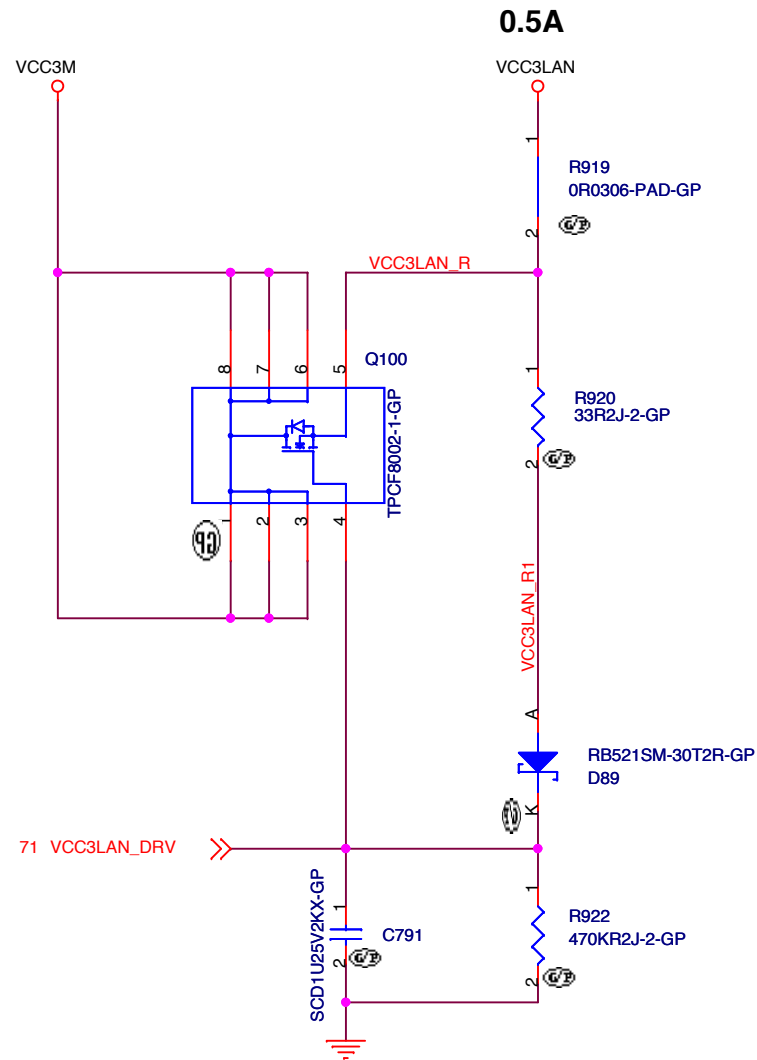 0.5A
VCC3M
VCC3LAN
1
R919
0R0306-PAD-GP
2
G/P
VCC3LAN_R
8
7
6
5
Q100
TPCF8002-1-GP
1
R920
33R2J-2-GP
2
G/P
1
2
3
4
GP
VCC3LAN_R1
A
RB521SM-30T2R-GP
D89
K
71 VCC3LAN_DRV
SCD1U25V2KX-GP
1
C791
2
G/P
1
R922
470KR2J-2-GP
2
G/P